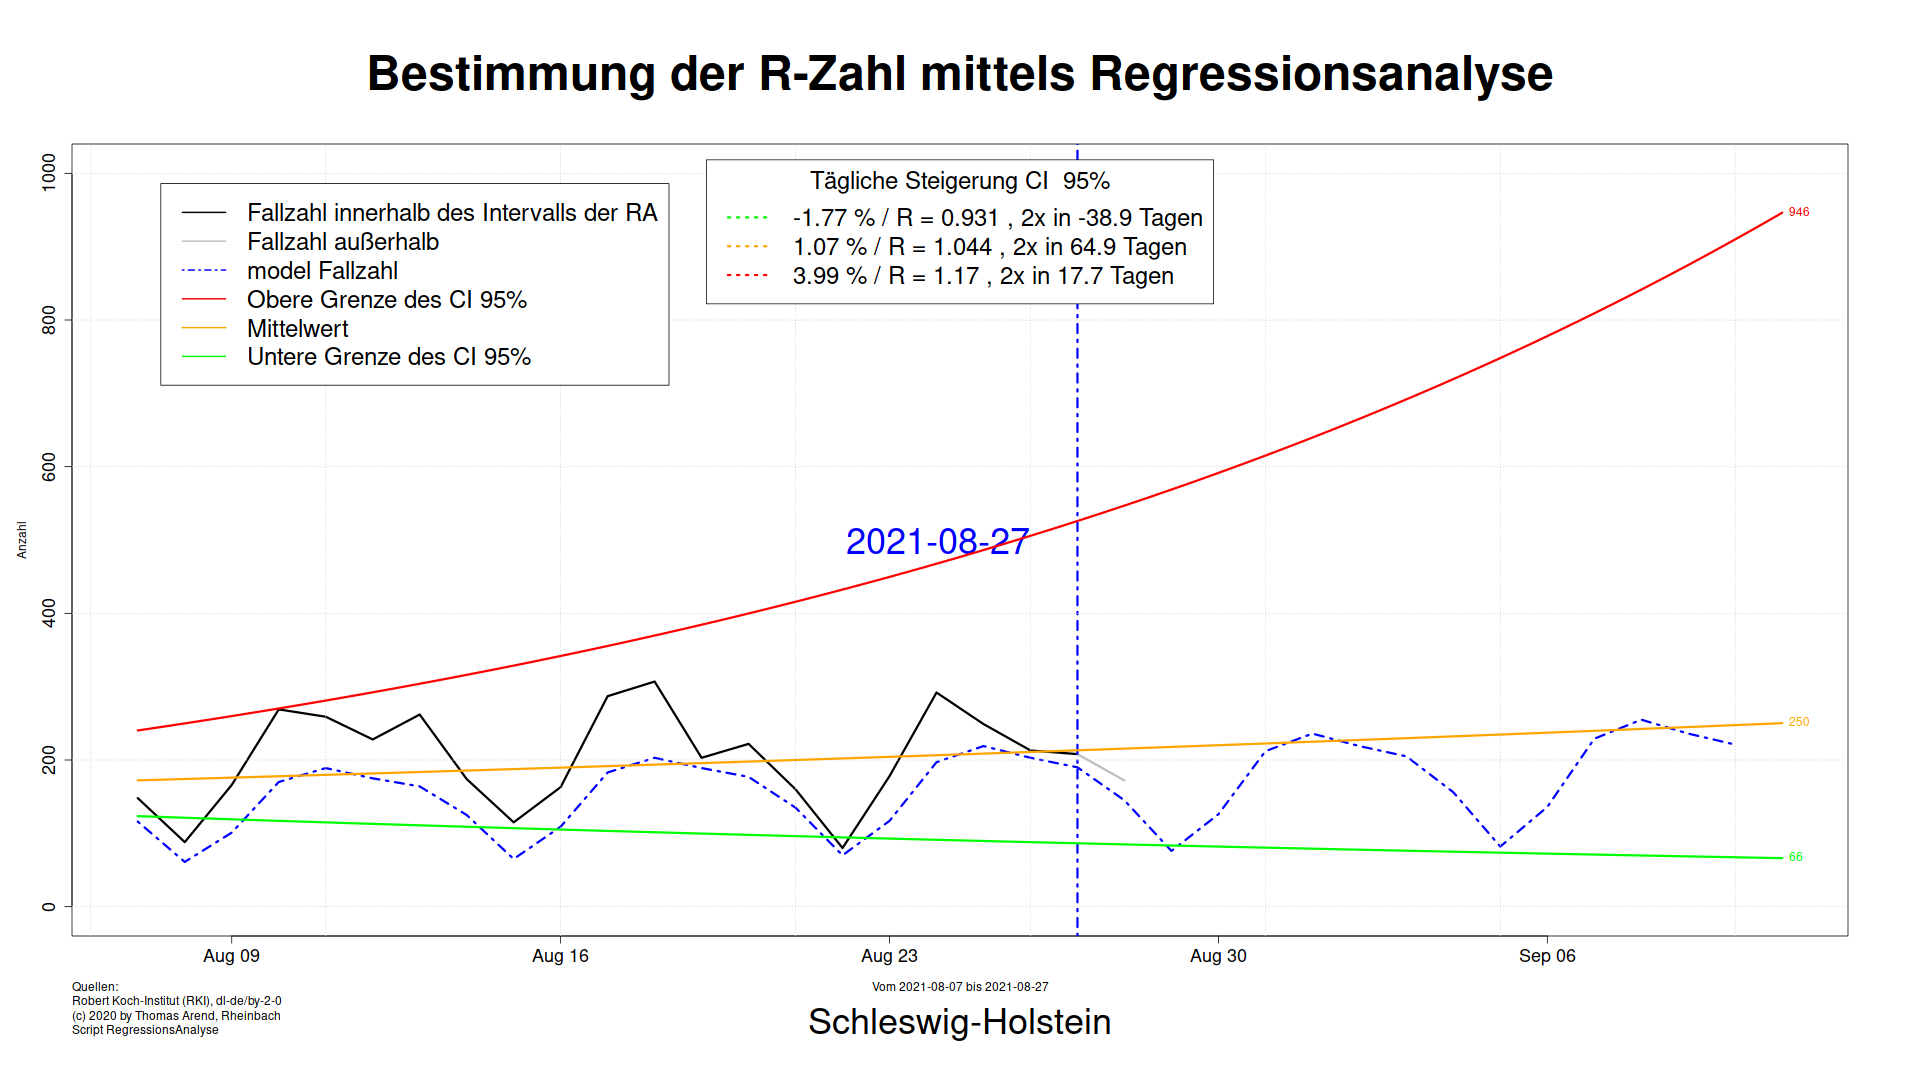 Bestimmung der R-Zahl mittels Regressionsanalyse
Anzahl
1000
800
600
400
200
0
Fallzahl innerhalb des Intervalls der RA
Fallzahl außerhalb
model Fallzahl
Obere Grenze des CI 95%
Mittelwert
Untere Grenze des CI 95%
Tägliche Steigerung CI  95%
-1.77 % / R = 0.931 , 2x in -38.9 Tagen
1.07 % / R = 1.044 , 2x in 64.9 Tagen
3.99 % / R = 1.17 , 2x in 17.7 Tagen
946
2021-08-27
250
66
Aug 09
Aug 16
Aug 23
Aug 30
Sep 06
Quellen:
Robert Koch-Institut (RKI), dl-de/by-2-0
(c) 2020 by Thomas Arend, Rheinbach
Script RegressionsAnalyse
Vom 2021-08-07 bis 2021-08-27
Schleswig-Holstein